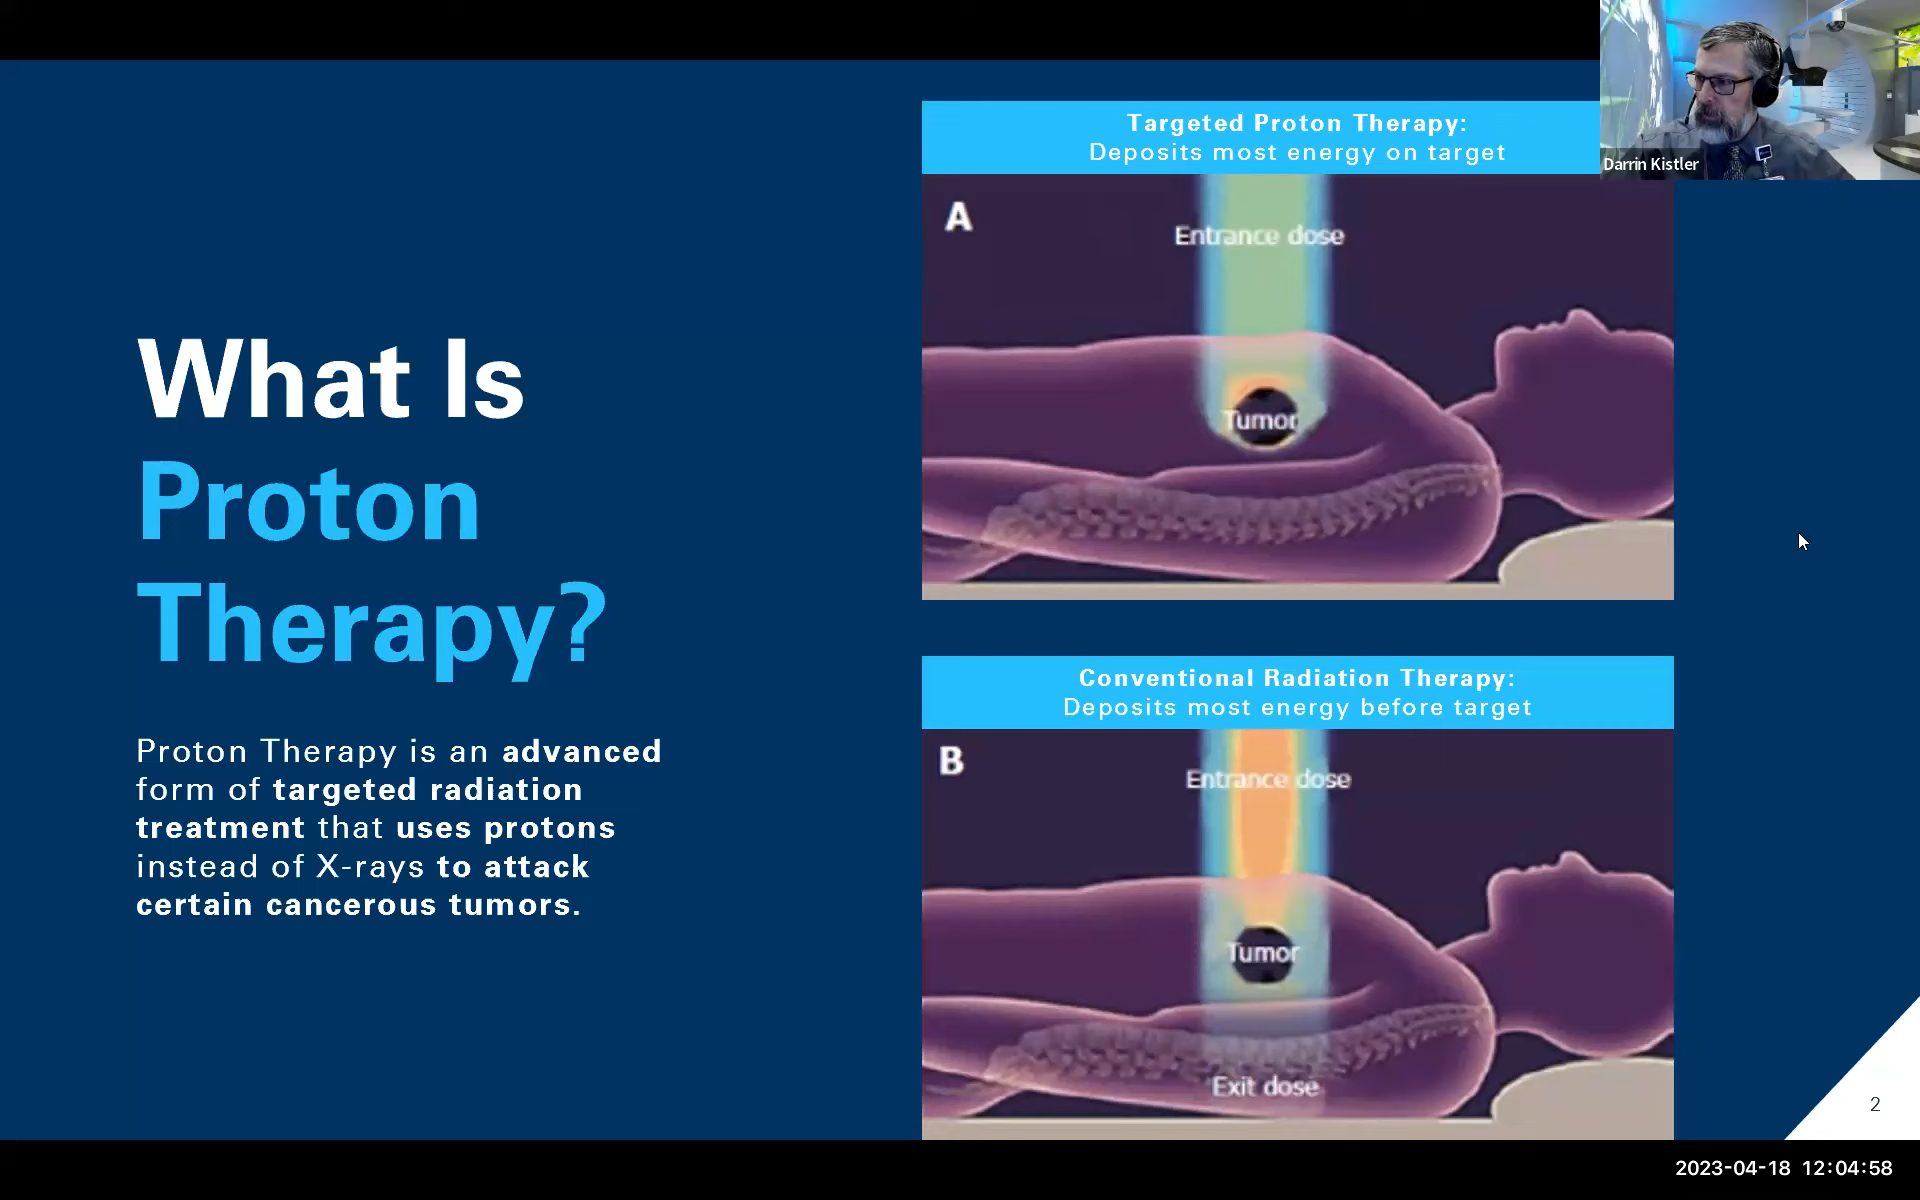 What Is
Proton
Therapy?
Proton Therapy is an advanced
form of targeted radiation
treatment that uses protons
instead of X-rays to attack
certain cancerous tumors.
Targeted Proton Therapy:
Deposits most energy on target
A
Entrance dose
Tumor
Conventional Radiation Therapy:
Deposits most energy before target
B
Entrance dose
Tumor
Exit dose
Darrin Kistler
2
2023-04-18 12:04:58